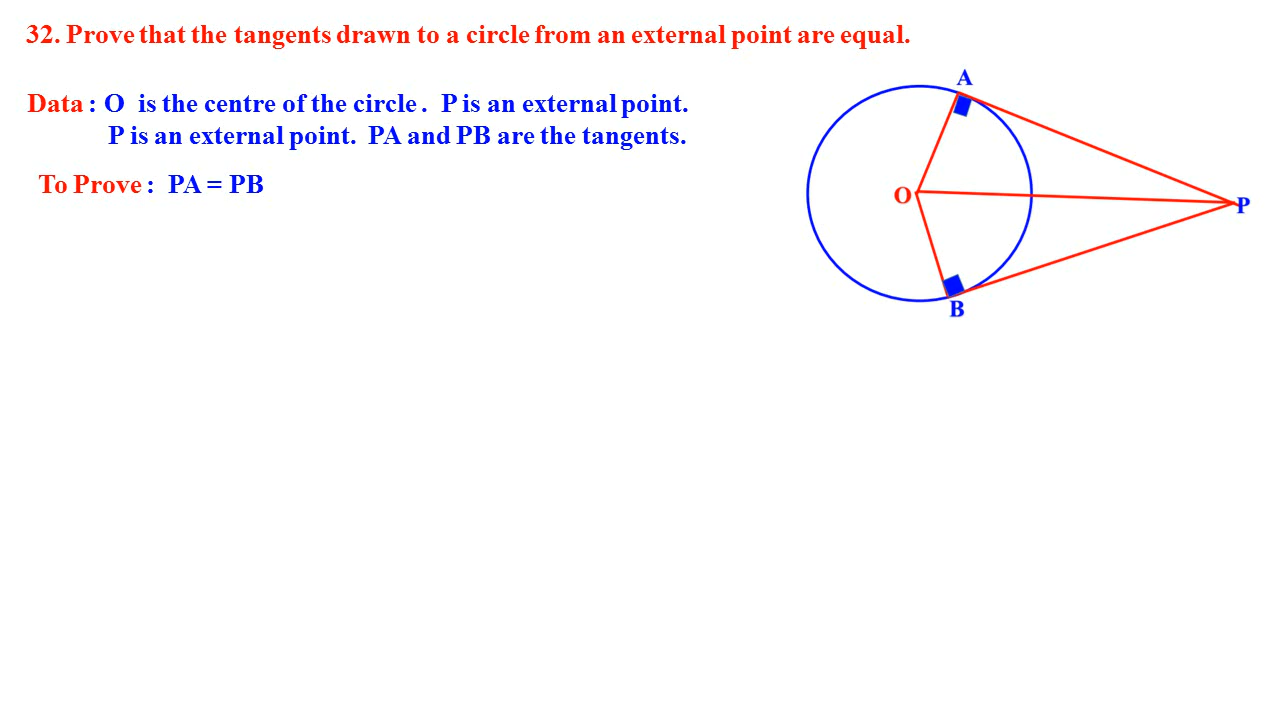 32. Prove that the tangents drawn to a circle from an external point are equal.
Data : O is the centre of the circle . P is an external point.
P is an external point. PA and PB are the tangents.
To Prove : PA = PB
A
O
P
B